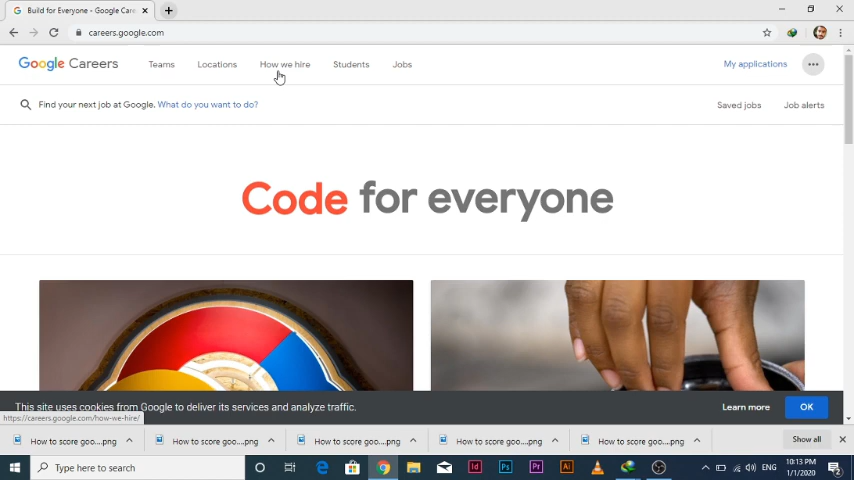 Build for Everyone - Google Care
careers.google.com
Google Careers
Teams
Locations
How we hire
Students
Jobs
My applications
Find your next job at Google. What do you want to do?
Saved jobs
Job alerts
Code for everyone
This site uses cookies from Google to deliver its services and analyze traffic.
Learn more
OK
https://careers.google.com/how-we-hire/
How to score goo....png
How to score goo....png
How to score goo....png
How to score goo....png
How to score goo....png
Show all
Type here to search
Id
Ps
Pr
Ai
ENG
10:13 PM
1/1/2020
2